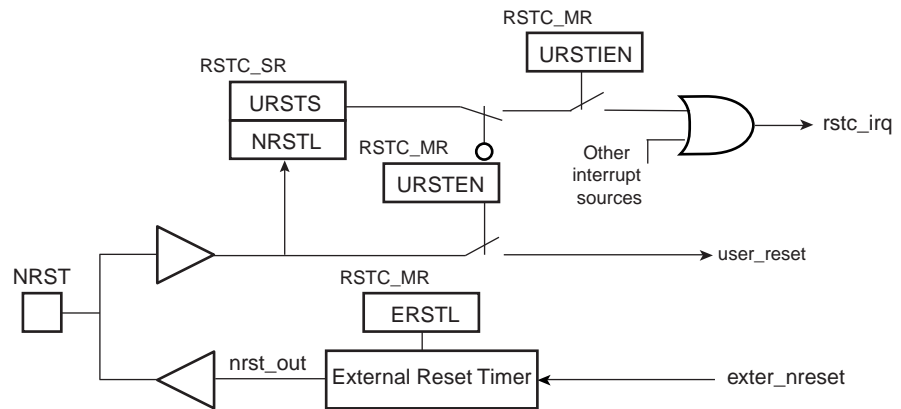 RSTC_MR
URSTIEN
RSTC_SR
URSTS
NRSTL
rstc_irq
RSTC_MR
URSTEN
Other
interrupt
sources
user_reset
NRST
RSTC_MR
ERSTL
nrst_out
External Reset Timer
exter_nreset